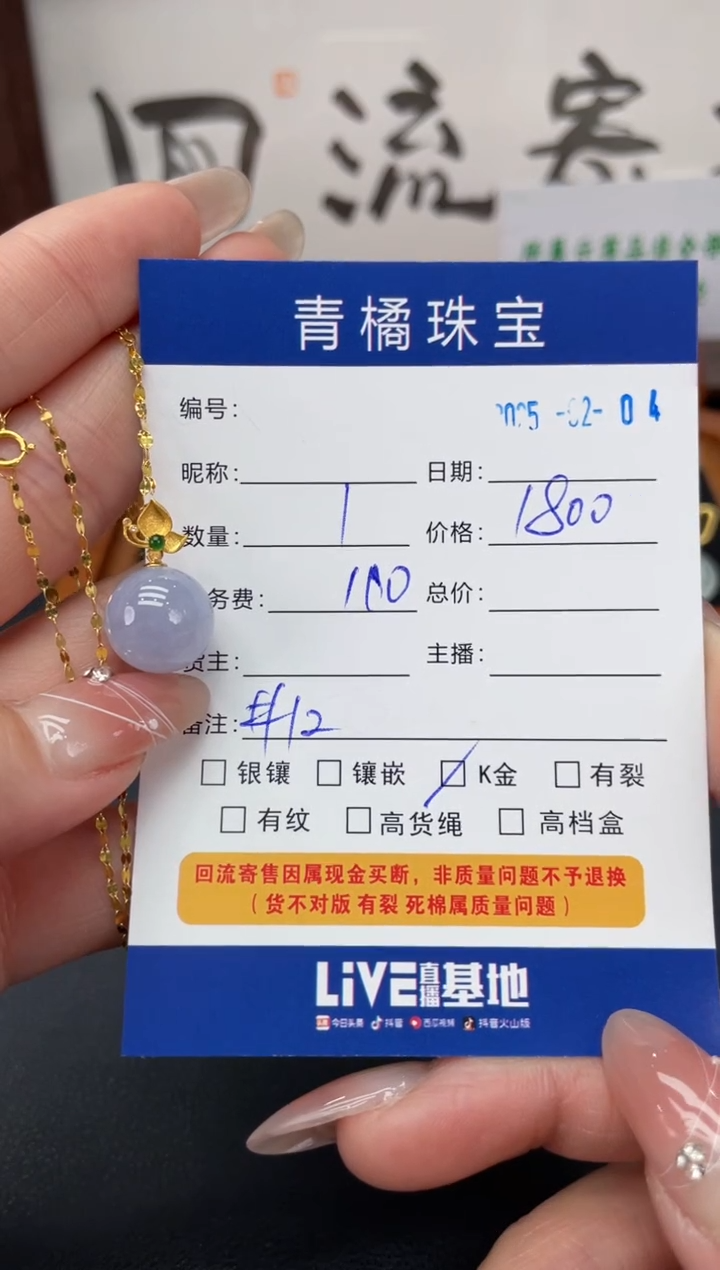 回流寄
青橘珠宝
编号：
2025-02-04
昵称： 日期：
数量： 1 价格： 1800
务费： 100 总价：
货主： 主播：
备注： #12
银镶 镶嵌 K金 有裂
有纹 高货绳 高档盒
回流寄售因属现金买断，非质量问题不予退换
（货不对版 有裂 死棉属质量问题）
LiVE直播基地
头条 今日头条 抖音 西瓜视频 抖音火山版